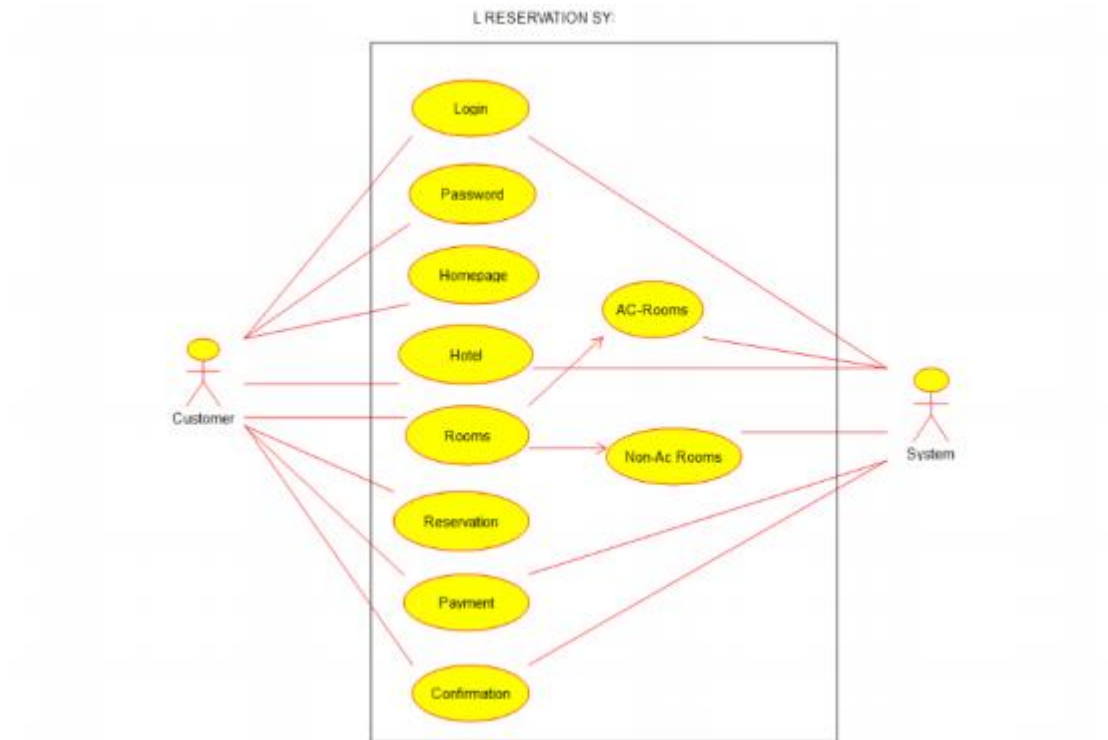 L RESERVATION SY:
Login
Password
Homepage
AC-Rooms
Hotel
Customer
Rooms
Non-Ac Rooms
System
Reservation
Payment
Confirmation